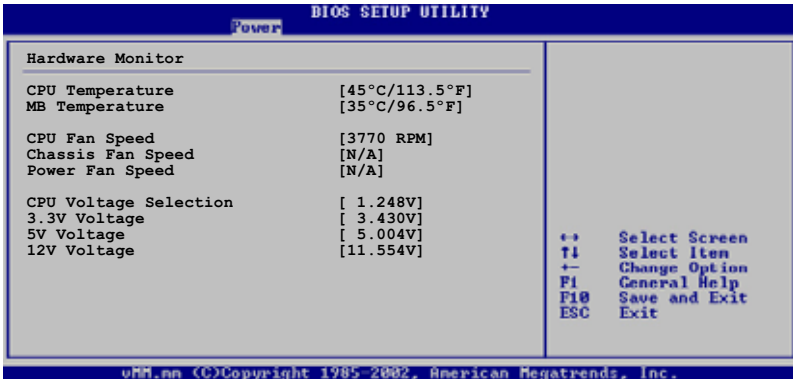 BIOS SETUP UTILITY
Power
Hardware Monitor
CPU Temperature [45°C/113.5°F]
MB Temperature [35°C/96.5°F]
CPU Fan Speed [3770 RPM]
Chassis Fan Speed [N/A]
Power Fan Speed [N/A]
CPU Voltage Selection [ 1.248V]
3.3V Voltage [ 3.430V]
5V Voltage [ 5.004V]
12V Voltage [11.554V]
↔ Select Screen
↑↓ Select Item
+- Change Option
F1 General Help
F10 Save and Exit
ESC Exit
vMM.mm (C)Copyright 1985-2002, American Megatrends, Inc.